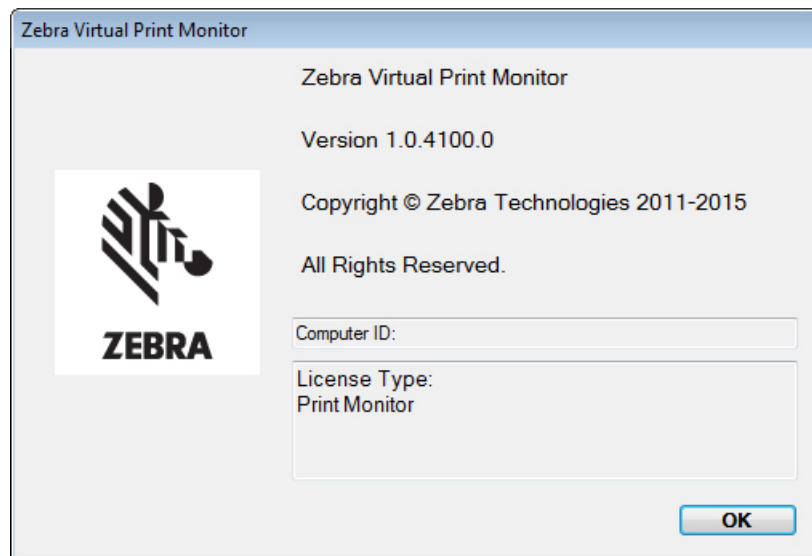 Zebra Virtual Print Monitor
Zebra Virtual Print Monitor
Version 1.0.4100.0
Copyright © Zebra Technologies 2011-2015
All Rights Reserved.
ZEBRA
Computer ID:
License Type:
Print Monitor
OK